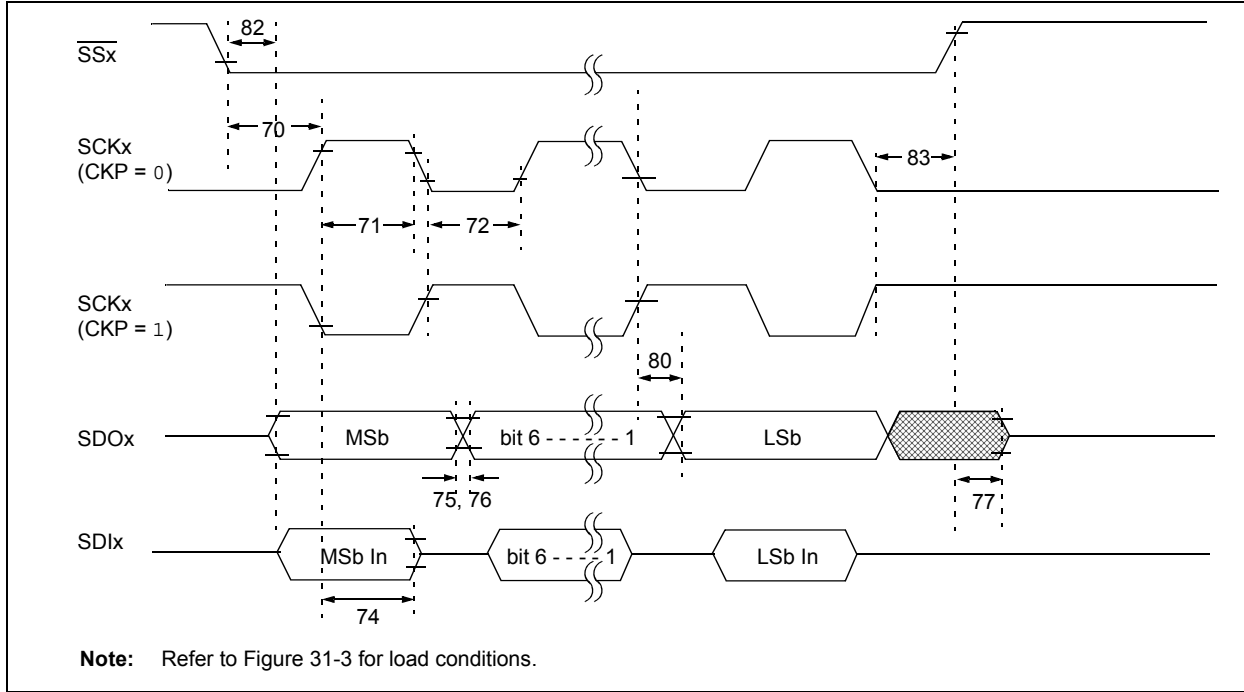 82
SSx
70
SCKx
(CKP = 0)
83
71
72
SCKx
(CKP = 1)
80
SDOx
MSb
bit 6 - - - - - - 1
LSb
75, 76
77
SDIx
MSb In
bit 6 - - - - 1
LSb In
74
Note: Refer to Figure 31-3 for load conditions.